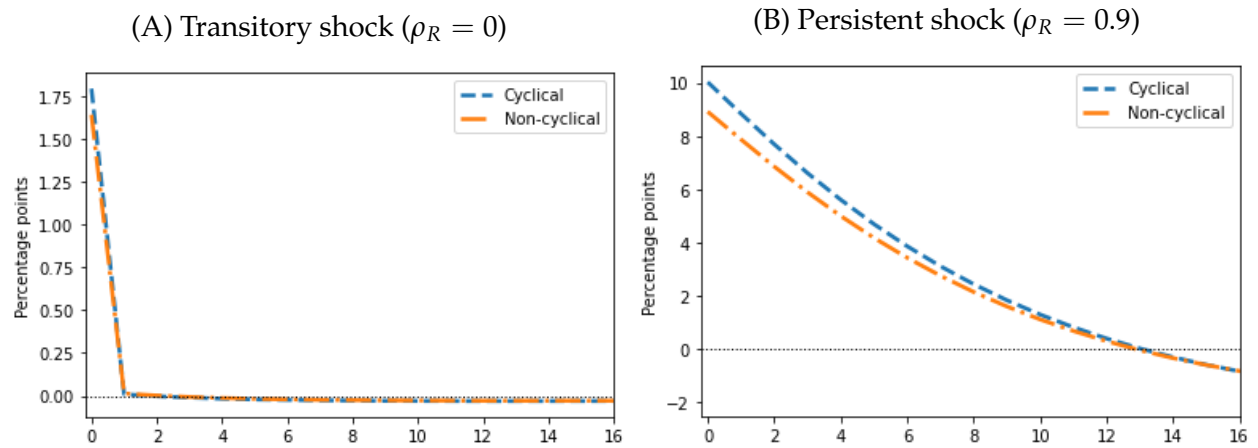 (A) Transitory shock (ρR = 0)
(B) Persistent shock (ρR = 0.9)
Percentage points
1.75
1.50
1.25
1.00
0.75
0.50
0.25
0.00
0 2 4 6 8 10 12 14 16
Cyclical
Non-cyclical
Percentage points
10
8
6
4
2
0
−2
0 2 4 6 8 10 12 14 16
Cyclical
Non-cyclical